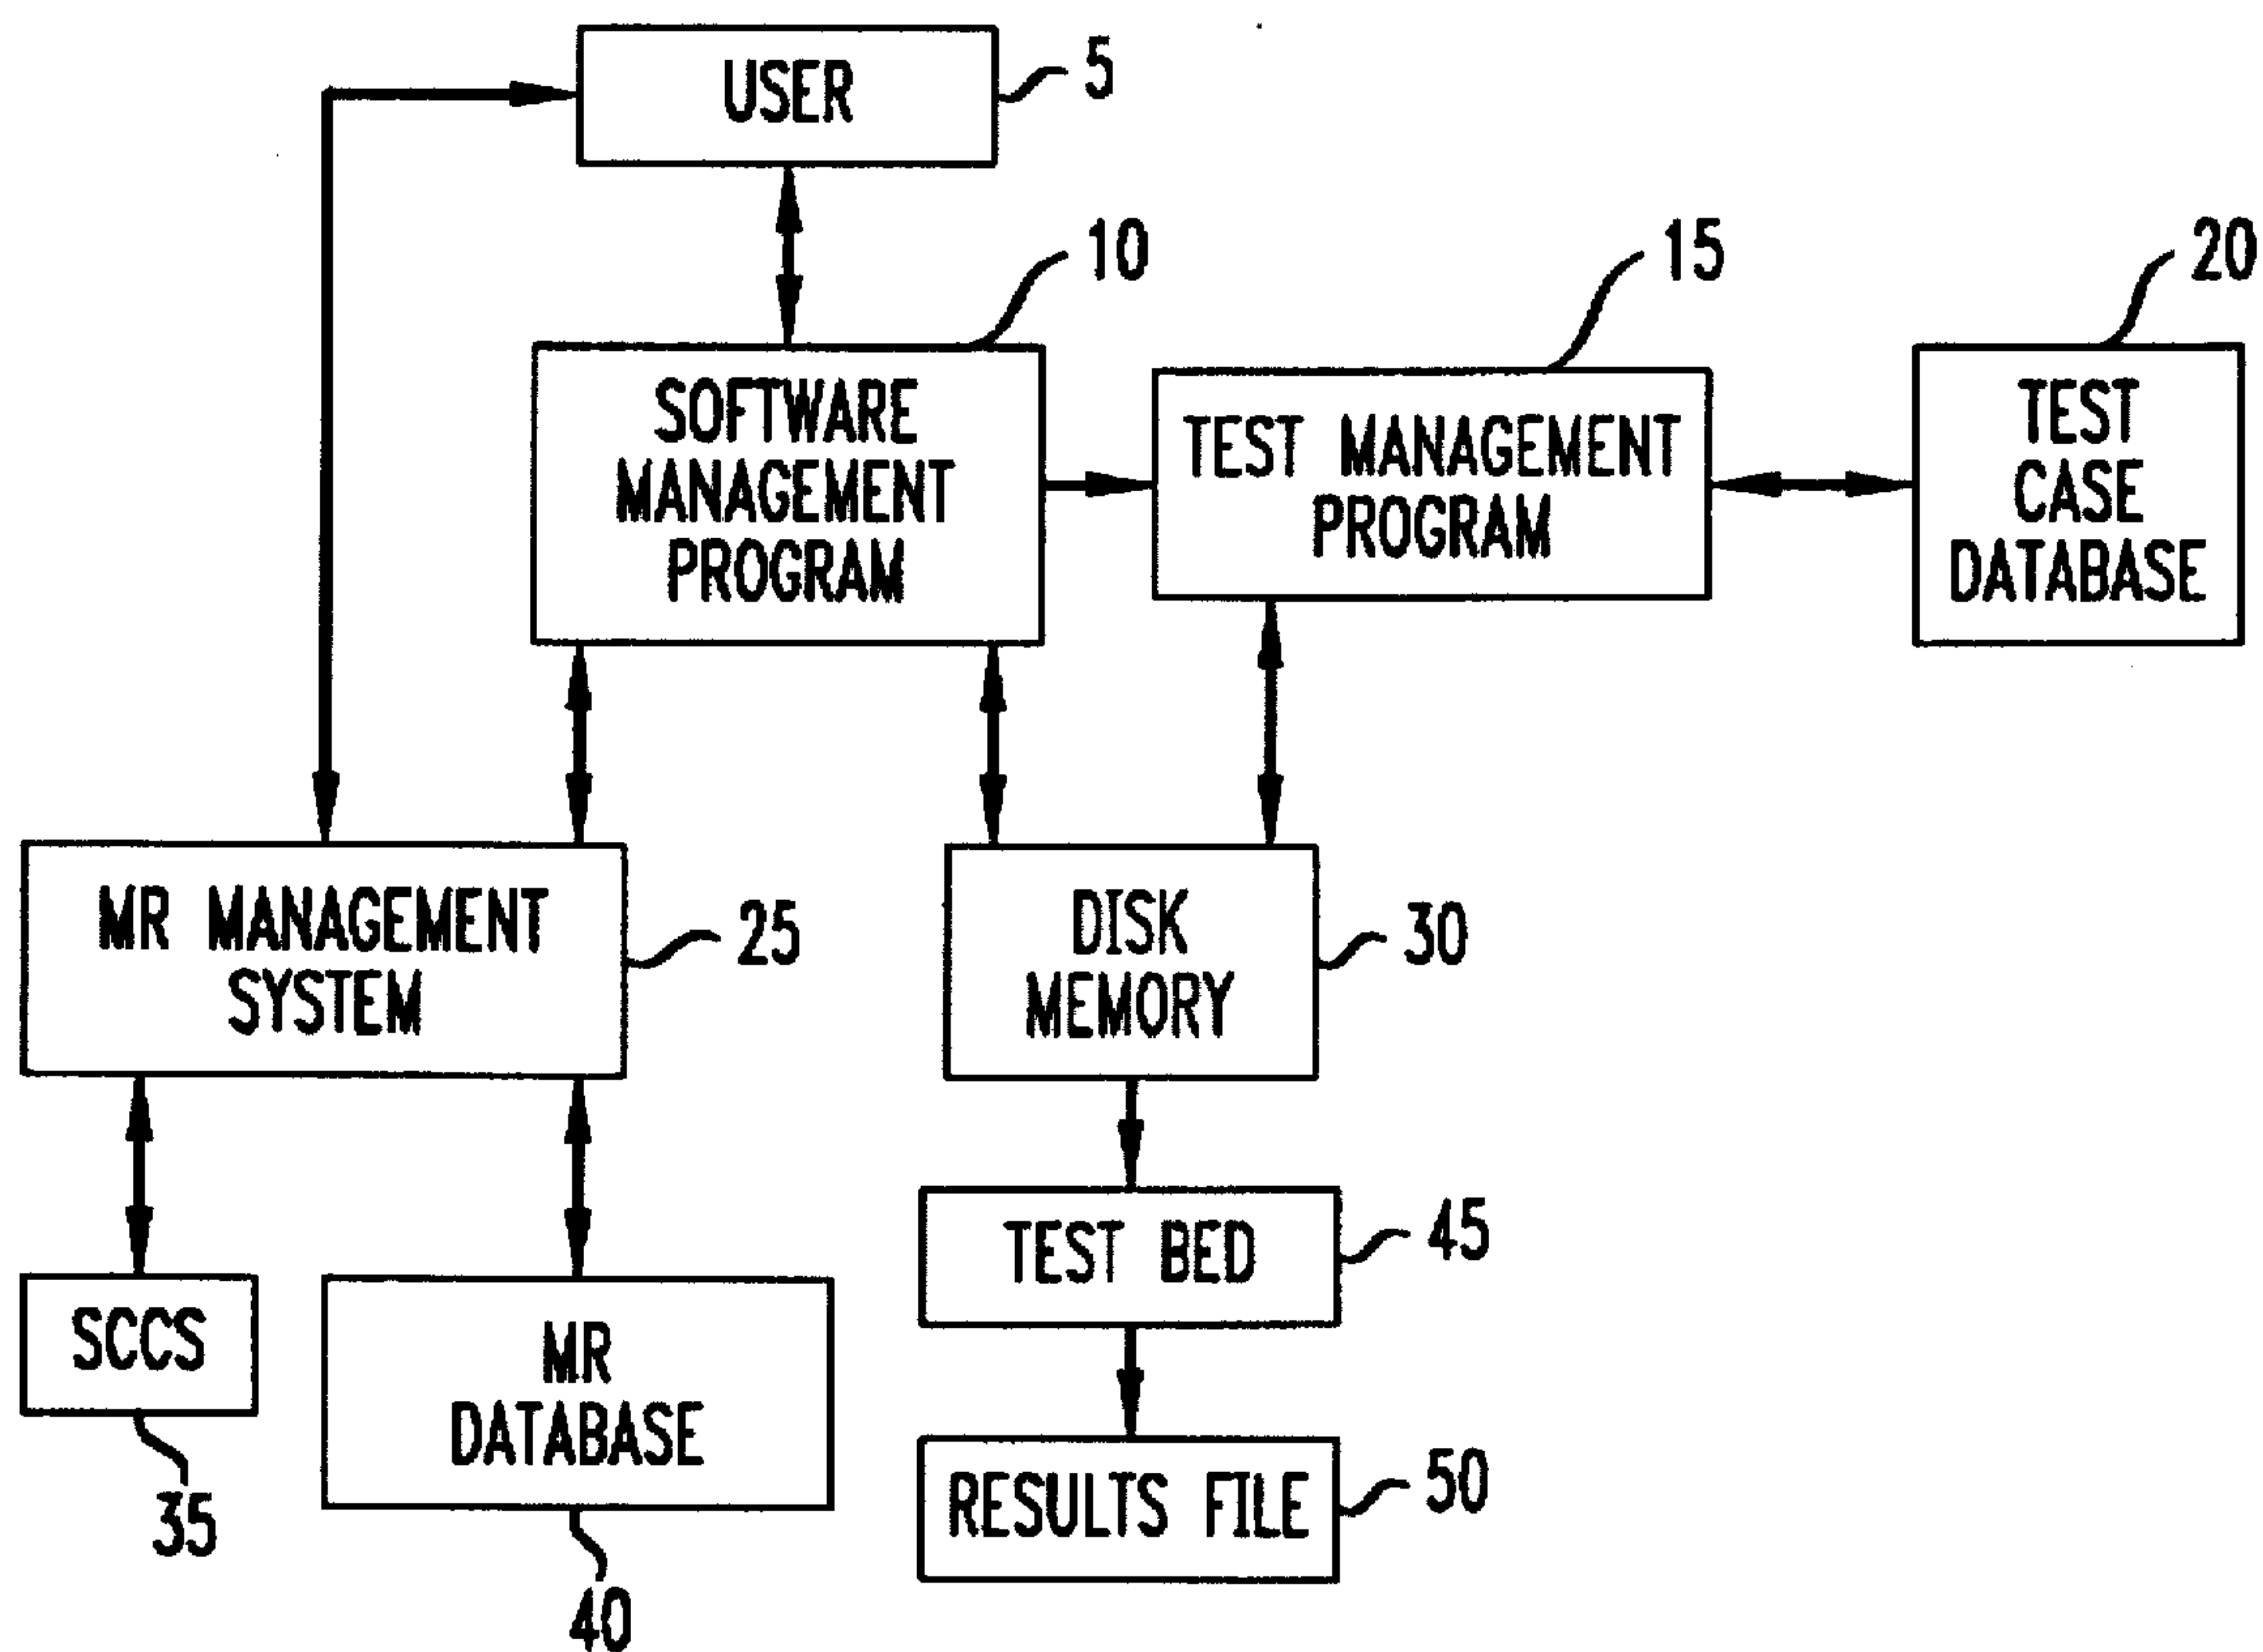 USER
5
10
15
20
SOFTWARE
MANAGEMENT
PROGRAM
TEST MANAGEMENT
PROGRAM
TEST
CASE
DATABASE
MR MANAGEMENT
SYSTEM
25
DISK
MEMORY
30
TEST BED
45
SCCS
35
MR
DATABASE
40
RESULTS FILE
50